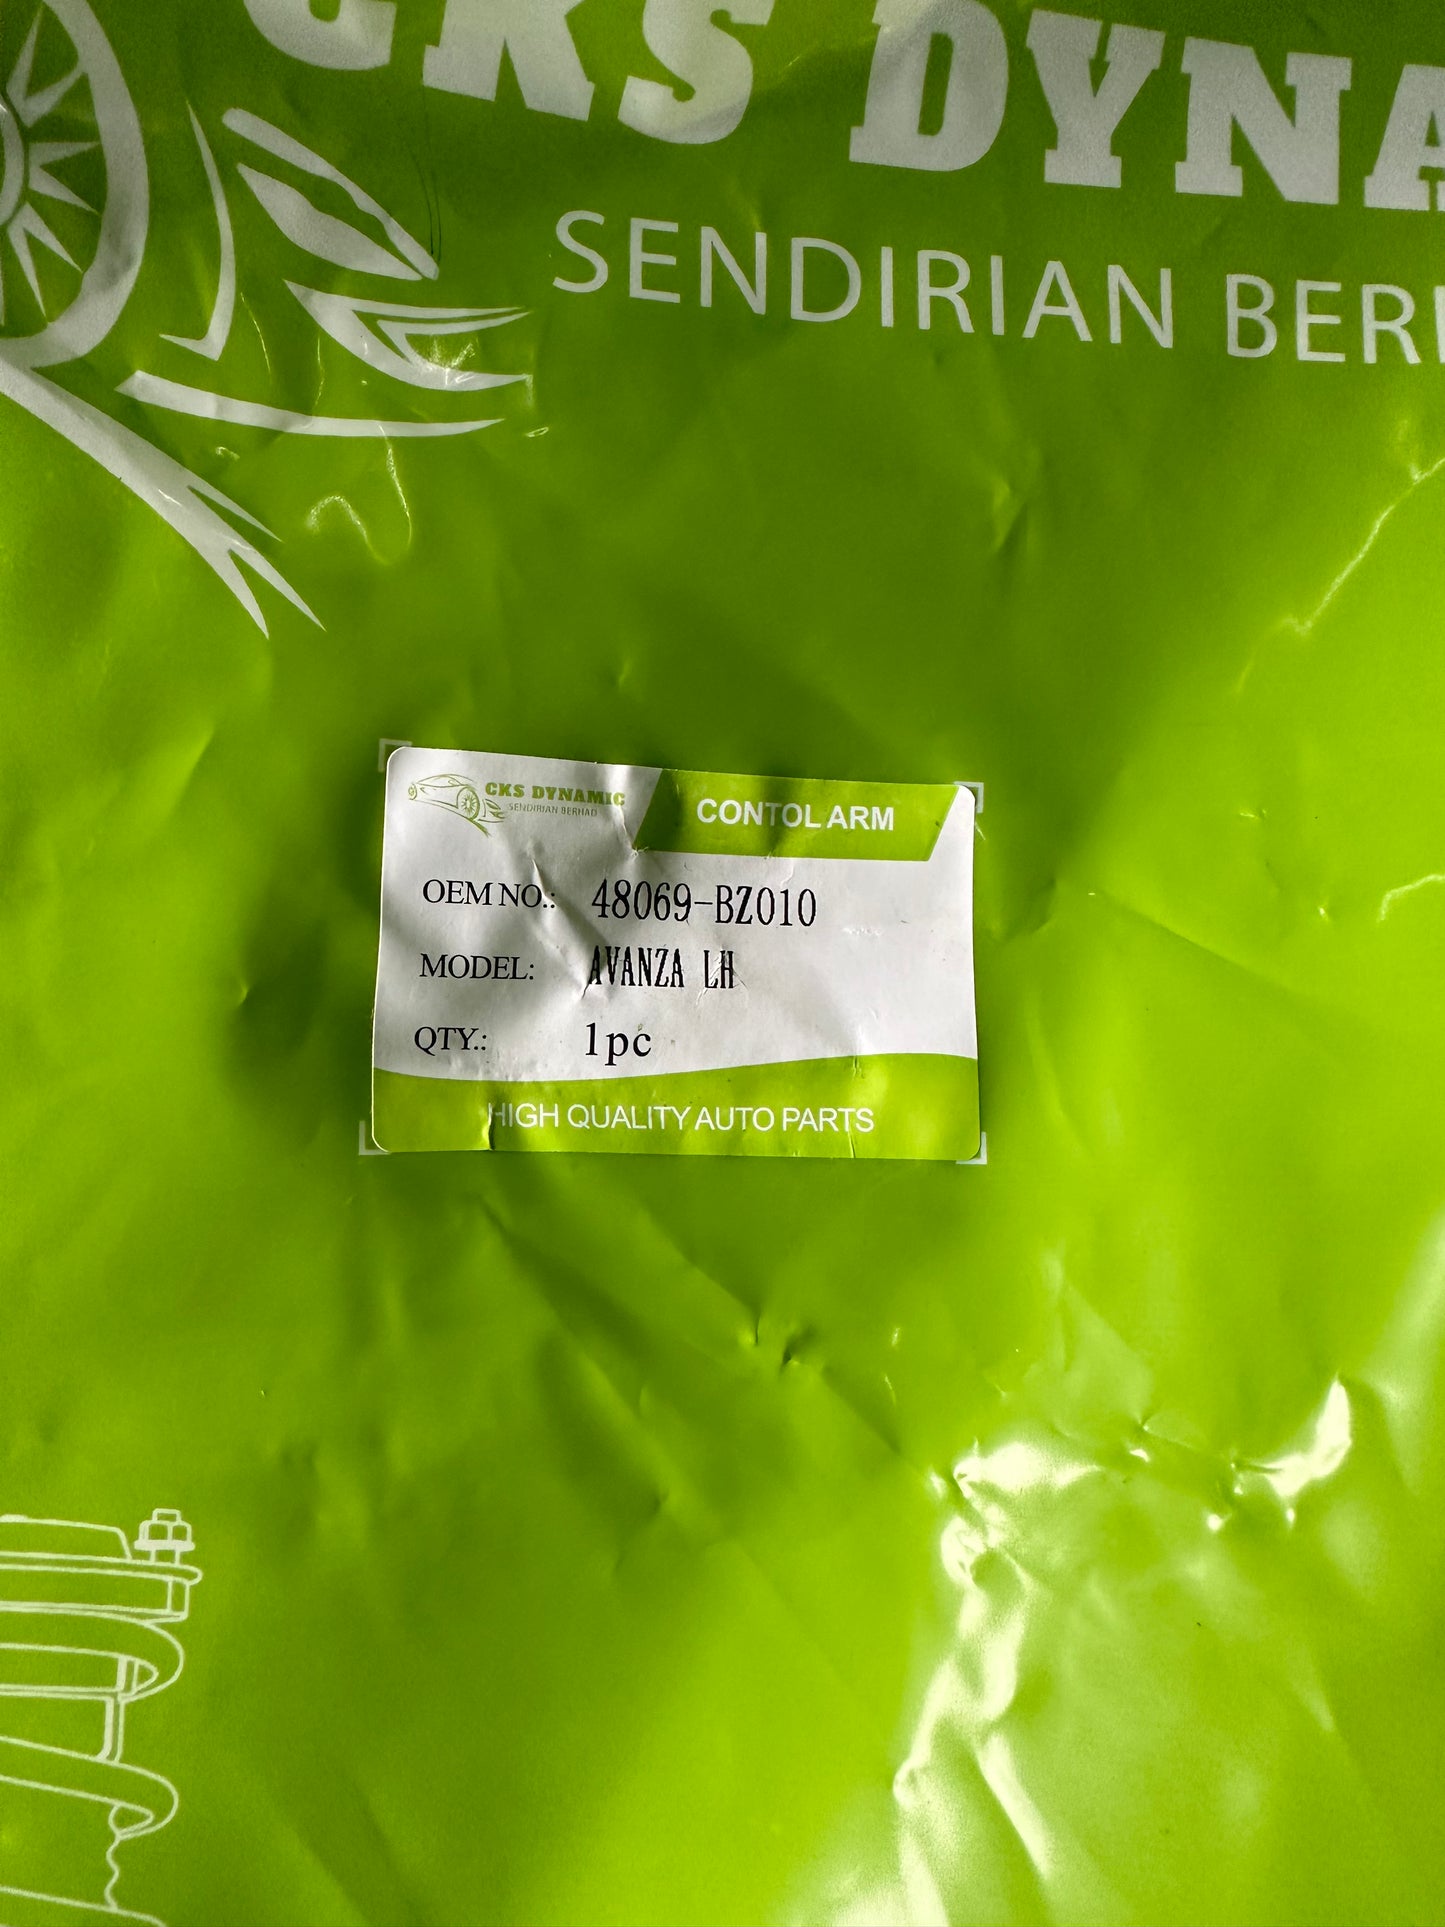 CKS DYNA
SENDIRIAN BER
CKS DYNAMIC
SENDIRIAN BERHAD
CONTOL ARM
OEM NO.: 48069-BZ010
MODEL: AVANZA LH
QTY.: 1pc
HIGH QUALITY AUTO PARTS